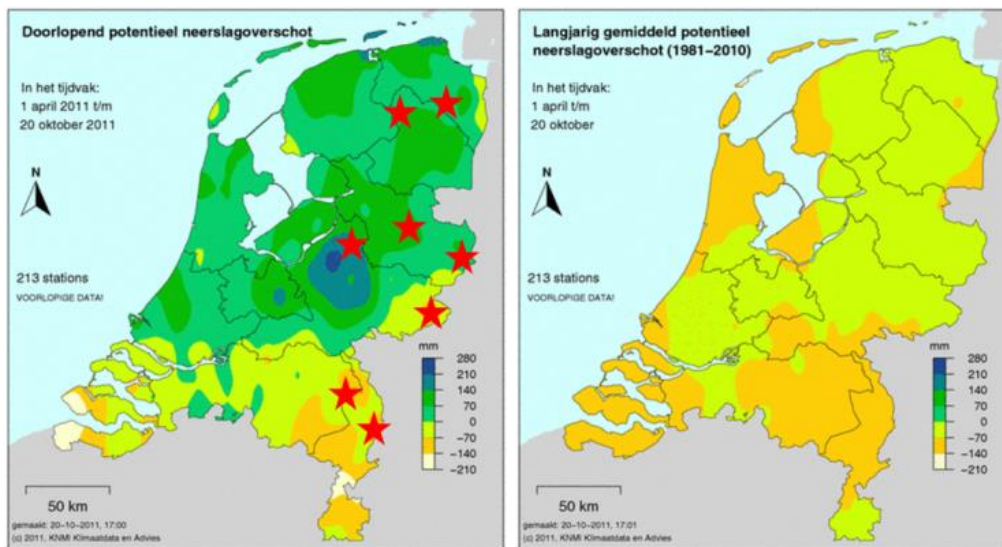 Doorlopend potentieel neerslagoverschot
In het tijdvak:
1 april 2011 t/m
20 oktober 2011
N
213 stations
VOORLOPIGE DATA!
mm
280
210
140
70
0
−70
−140
−210
50 km
gemaakt: 20−10−2011, 17:00
(c) 2011, KNMI Klimaatdata en Advies
Langjarig gemiddeld potentieel
neerslagoverschot (1981−2010)
In het tijdvak:
1 april t/m
20 oktober
N
213 stations
VOORLOPIGE DATA!
mm
280
210
140
70
0
−70
−140
−210
50 km
gemaakt: 20−10−2011, 17:01
(c) 2011, KNMI Klimaatdata en Advies